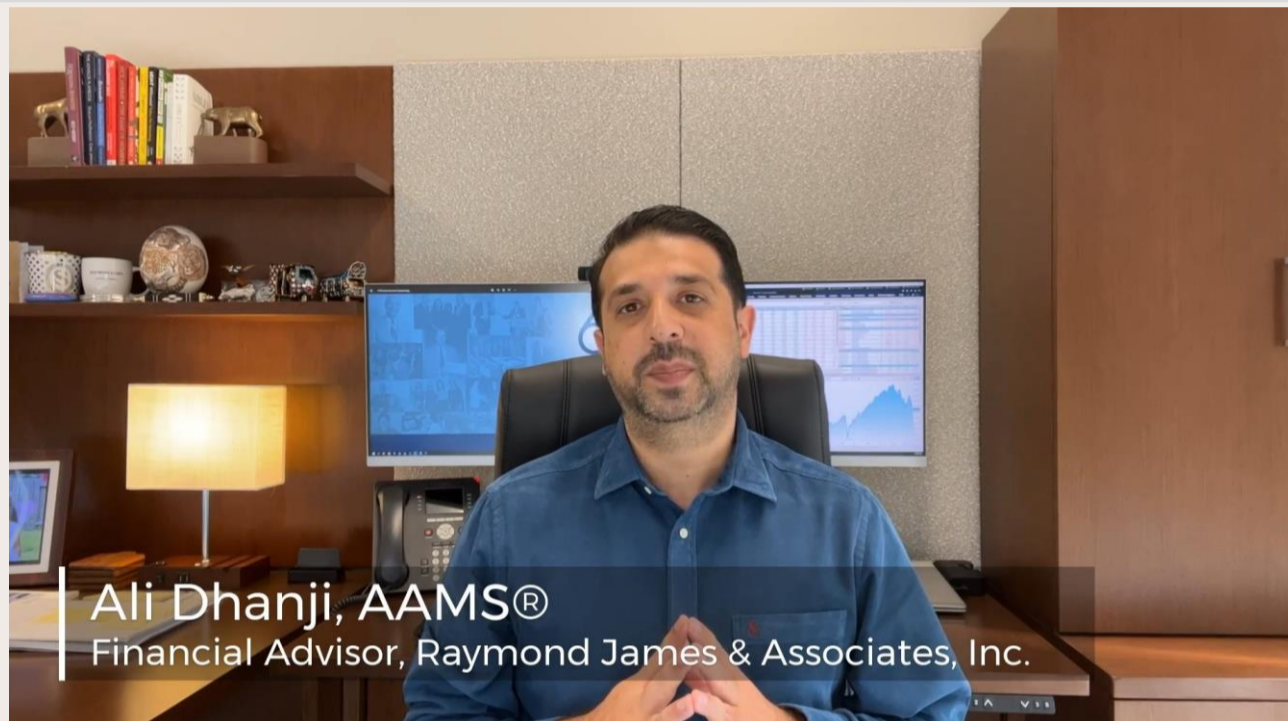 Ali Dhanji, AAMS®
Financial Advisor, Raymond James & Associates, Inc.